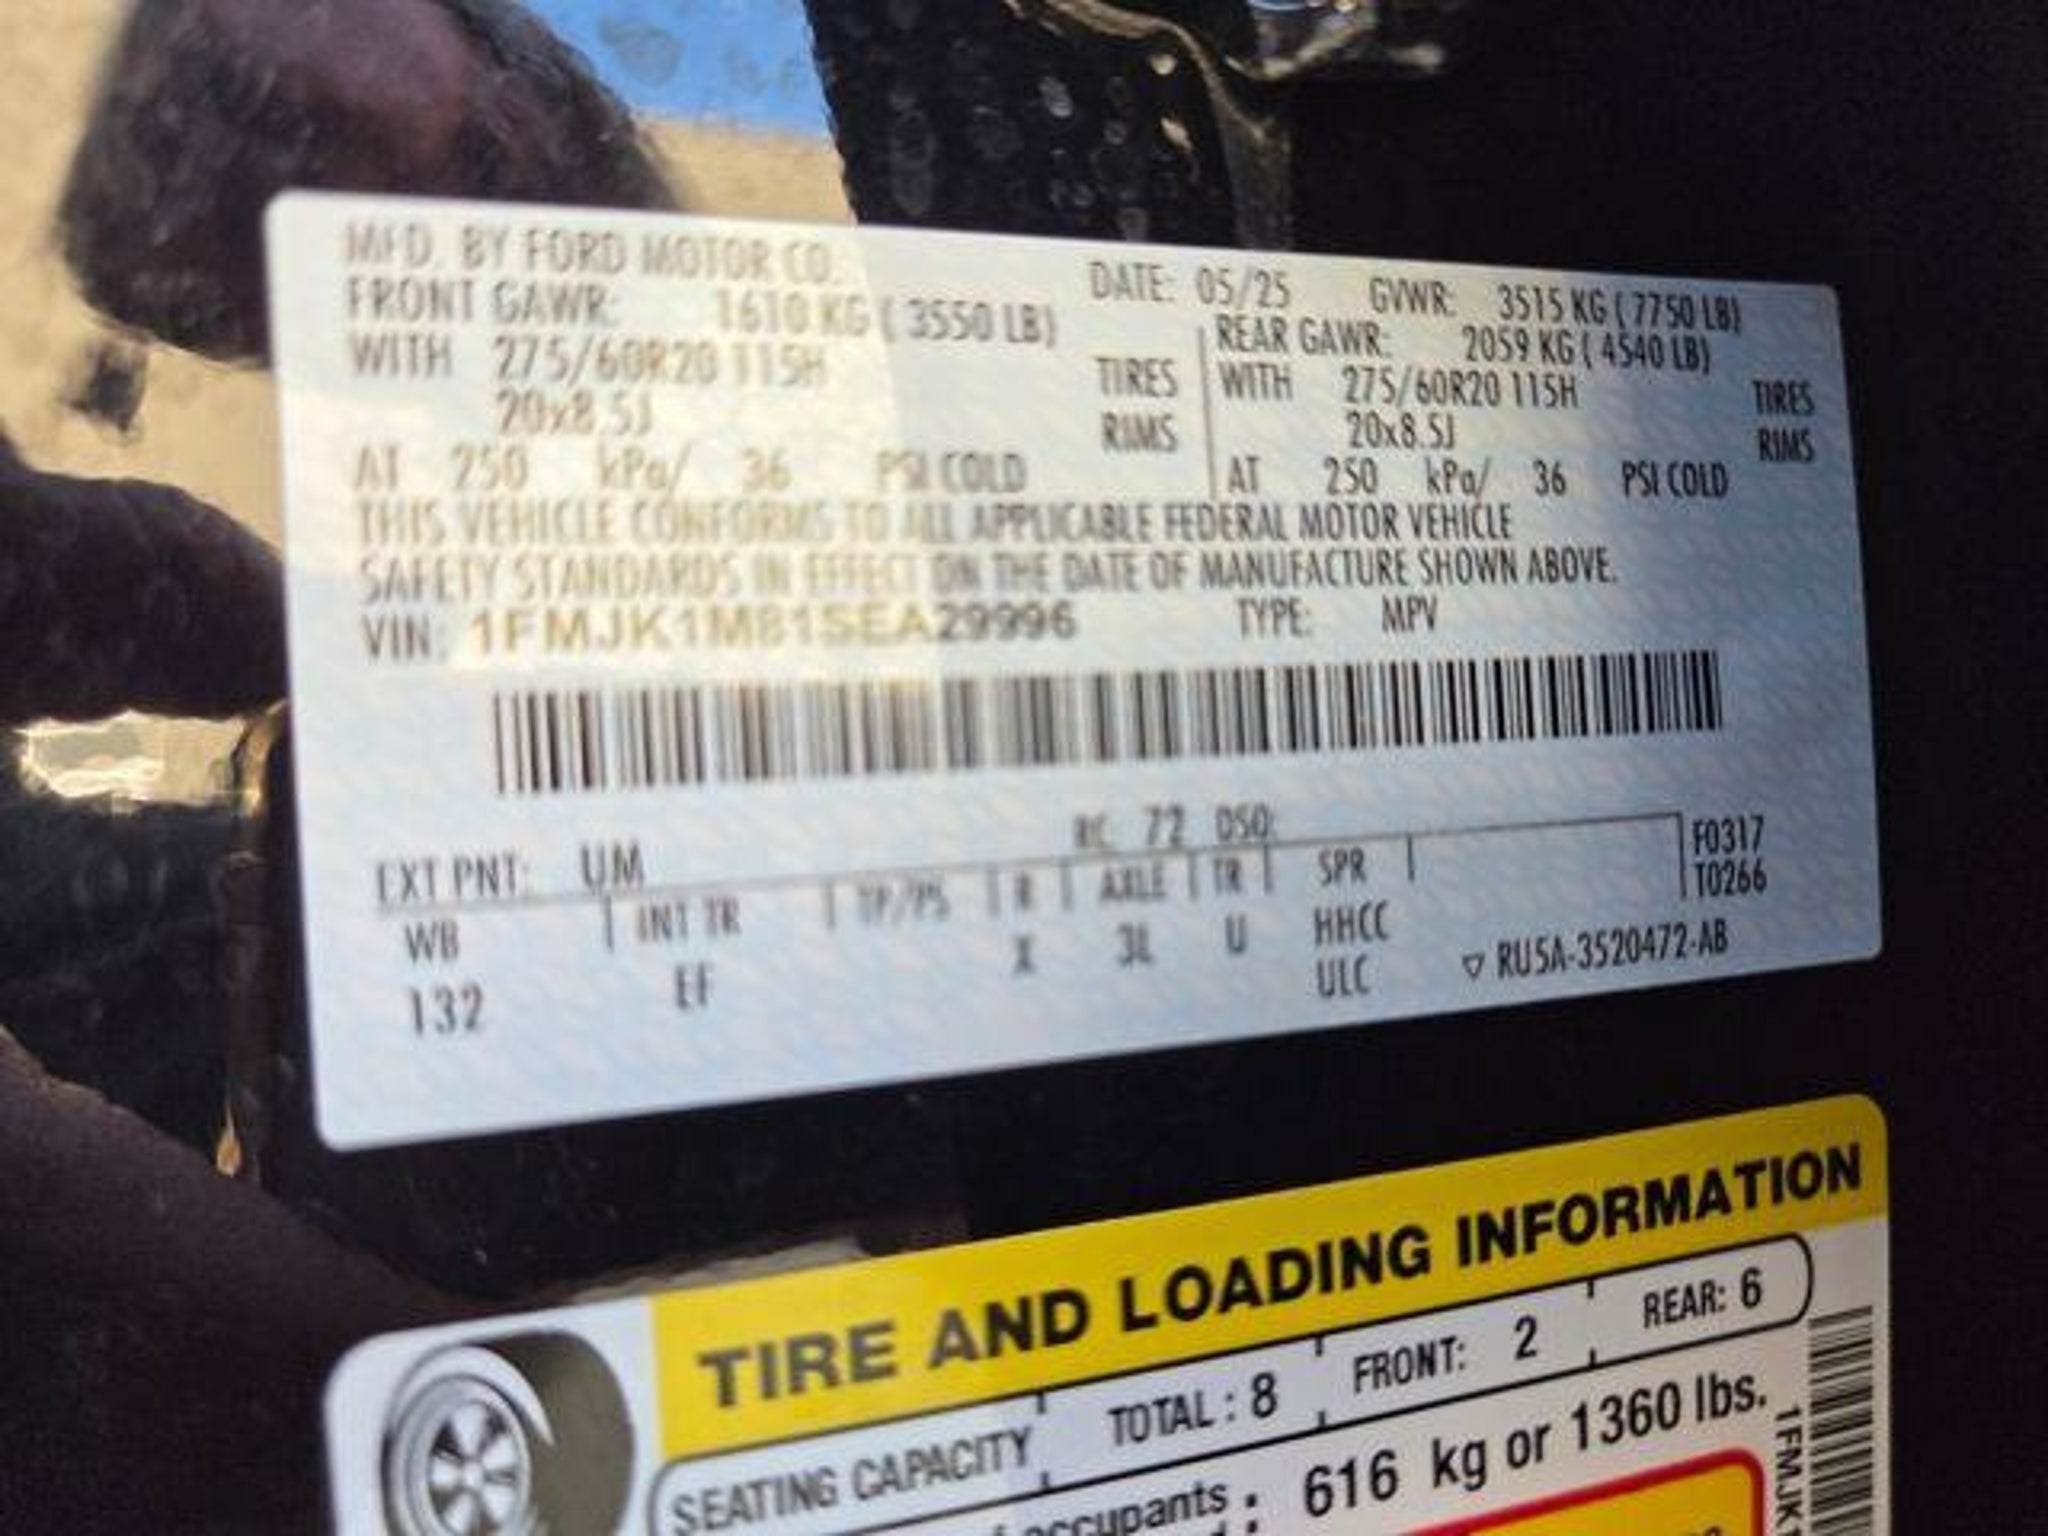 MFD. BY FORD MOTOR CO.
DATE: 05/25 GVWR: 3515 KG ( 7750 LB)
FRONT GAWR: 1610 KG ( 3550 LB)
REAR GAWR: 2059 KG ( 4540 LB)
WITH 275/60R20 115H TIRES
WITH 275/60R20 115H TIRES
20x8.5J RIMS
20x8.5J RIMS
AT 250 kPa/ 36 PSI COLD
AT 250 kPa/ 36 PSI COLD
THIS VEHICLE CONFORMS TO ALL APPLICABLE FEDERAL MOTOR VEHICLE
SAFETY STANDARDS IN EFFECT ON THE DATE OF MANUFACTURE SHOWN ABOVE.
VIN: 1FMJK1M81SEA29996 TYPE: MPV
EXT PNT: UM RC 72 DSO: F0317
T0266
WB INT TR TP/PS R AXLE TR SPR
132 EF X 3L U HHCC
ULC ▽ RU5A-3520472-AB
TIRE AND LOADING INFORMATION
SEATING CAPACITY TOTAL : 8 FRONT: 2 REAR: 6
occupants : 616 kg or 1360 lbs.
1FMJK